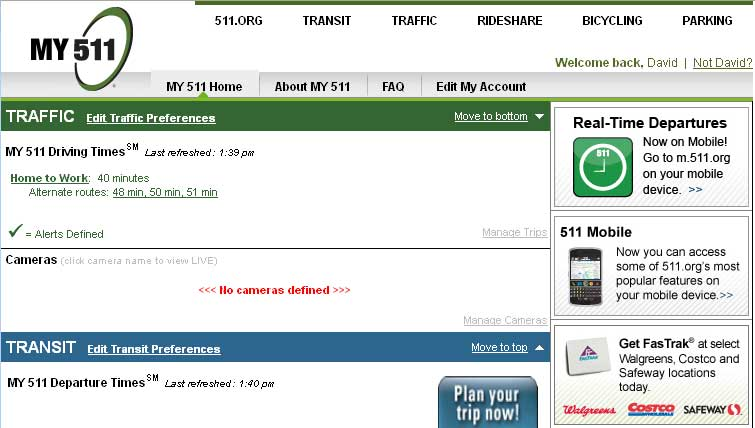 MY 511
511.ORG TRANSIT TRAFFIC RIDESHARE BICYCLING PARKING
Welcome back, David | Not David?
MY 511 Home About MY 511 FAQ Edit My Account
TRAFFIC Edit Traffic Preferences Move to bottom
MY 511 Driving Times SM Last refreshed: 1:39 pm
Home to Work: 40 minutes
Alternate routes: 48 min, 50 min, 51 min
= Alerts Defined
Manage Trips
Cameras (click camera name to view LIVE)
<<< No cameras defined >>>
Manage Cameras
TRANSIT Edit Transit Preferences Move to top
MY 511 Departure Times SM Last refreshed: 1:40 pm
Plan your
trip now!
Real-Time Departures
511
Now on Mobile!
Go to m.511.org
on your mobile
device. >>
511 Mobile
Now you can access
some of 511.org's most
popular features on
your mobile device.>>
FasTrak
Get FasTrak® at select
Walgreens, Costco and
Safeway locations
today.
Walgreens COSTCO WHOLESALE SAFEWAY